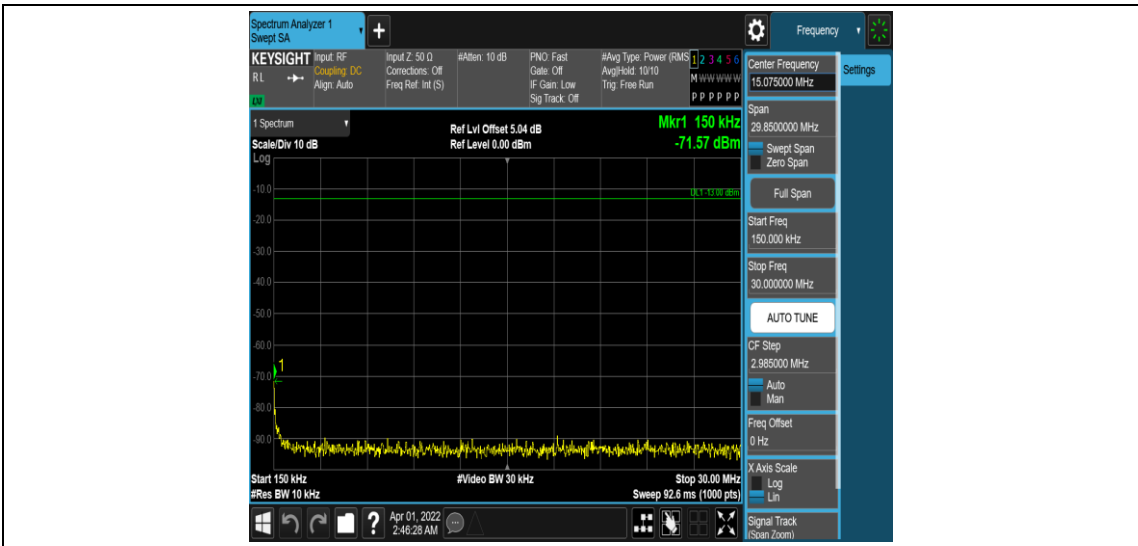 Spectrum Analyzer 1
Swept SA
+
Frequency
KEYSIGHT
RL
LXI
Input: RF
Coupling: DC
Align: Auto
Input Z: 50 Ω
Corrections: Off
Freq Ref: Int (S)
#Atten: 10 dB
PNO: Fast
Gate: Off
IF Gain: Low
Sig Track: Off
#Avg Type: Power (RMS
Avg|Hold: 10/10
Trig: Free Run
1 2 3 4 5 6
M W W W W W
P P P P P P
1 Spectrum
Scale/Div 10 dB
Log
Ref Lvl Offset 5.04 dB
Ref Level 0.00 dBm
Mkr1 150 kHz
-71.57 dBm
DL1 -13.00 dBm
-10.0
-20.0
-30.0
-40.0
-50.0
-60.0
1
-70.0
-80.0
-90.0
Start 150 kHz
#Res BW 10 kHz
#Video BW 30 kHz
Stop 30.00 MHz
Sweep 92.6 ms (1000 pts)
Apr 01, 2022
2:46:28 AM
?
Center Frequency
15.075000 MHz
Settings
Span
29.8500000 MHz
Swept Span
Zero Span
Full Span
Start Freq
150.000 kHz
Stop Freq
30.000000 MHz
AUTO TUNE
CF Step
2.985000 MHz
Auto
Man
Freq Offset
0 Hz
X Axis Scale
Log
Lin
Signal Track
(Span Zoom)